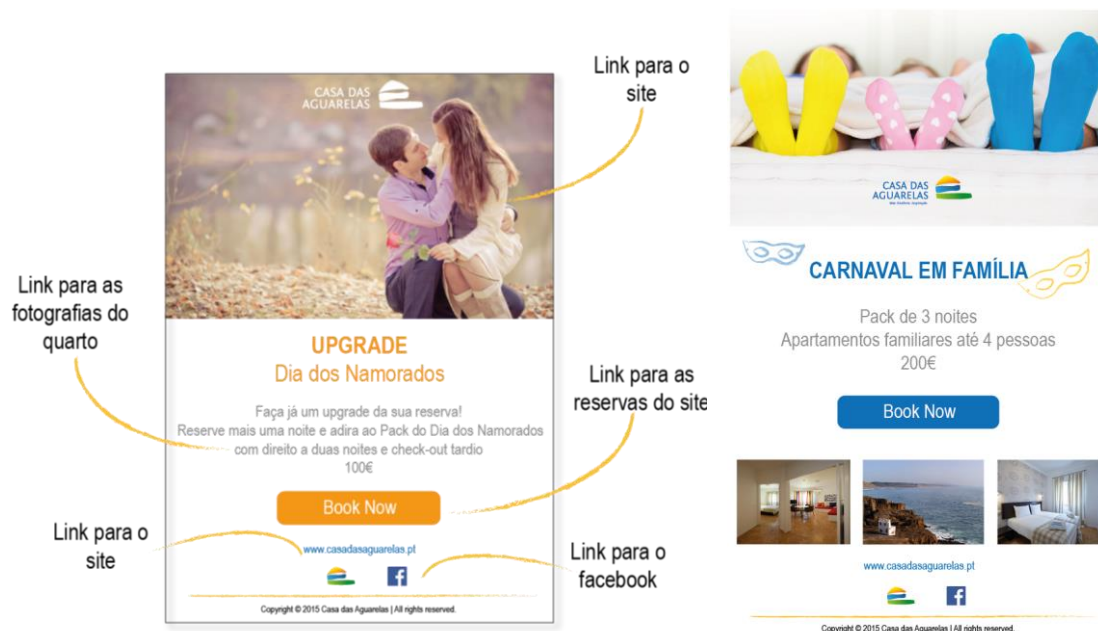 Link para o
site
CASA DAS
AGUARELAS
Link para as
fotografias do
quarto
UPGRADE
Dia dos Namorados
Faça já um upgrade da sua reserva!
Reserve mais uma noite e adira ao Pack do Dia dos Namorados
com direito a duas noites e check-out tardio
100€
Link para as
reservas do site
Book Now
Link para o
site
www.casadasaguarelas.pt
Link para o
facebook
Copyright © 2015 Casa das Aguarelas | All rights reserved.
CASA DAS
AGUARELAS
CARNAVAL EM FAMÍLIA
Pack de 3 noites
Apartamentos familiares até 4 pessoas
200€
Book Now
www.casadasaguarelas.pt
Copyright © 2015 Casa das Aguarelas | All rights reserved.